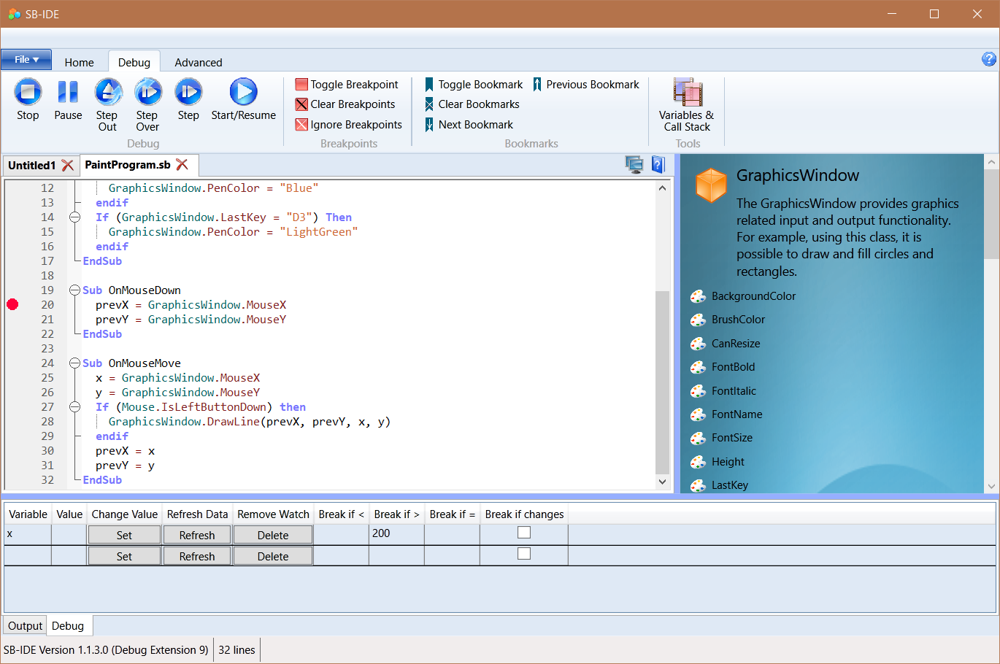 SB-IDE
File
Home
Debug
Advanced
Stop
Pause
Step Out
Step Over
Step
Start/Resume
Debug
Toggle Breakpoint
Clear Breakpoints
Ignore Breakpoints
Breakpoints
Toggle Bookmark
Previous Bookmark
Clear Bookmarks
Next Bookmark
Bookmarks
Variables & Call Stack
Tools
Untitled1
PaintProgram.sb
12 GraphicsWindow.PenColor = "Blue"
13 endif
14 If (GraphicsWindow.LastKey = "D3") Then
15 GraphicsWindow.PenColor = "LightGreen"
16 endif
17 EndSub
18
19 Sub OnMouseDown
20 prevX = GraphicsWindow.MouseX
21 prevY = GraphicsWindow.MouseY
22 EndSub
23
24 Sub OnMouseMove
25 x = GraphicsWindow.MouseX
26 y = GraphicsWindow.MouseY
27 If (Mouse.IsLeftButtonDown) then
28 GraphicsWindow.DrawLine(prevX, prevY, x, y)
29 endif
30 prevX = x
31 prevY = y
32 EndSub
GraphicsWindow
The GraphicsWindow provides graphics
related input and output functionality.
For example, using this class, it is
possible to draw and fill circles and
rectangles.
BackgroundColor
BrushColor
CanResize
FontBold
FontItalic
FontName
FontSize
Height
LastKey
Variable Value Change Value Refresh Data Remove Watch Break if < Break if > Break if = Break if changes
x Set Refresh Delete 200
Set Refresh Delete
Output Debug
SB-IDE Version 1.1.3.0 (Debug Extension 9) 32 lines